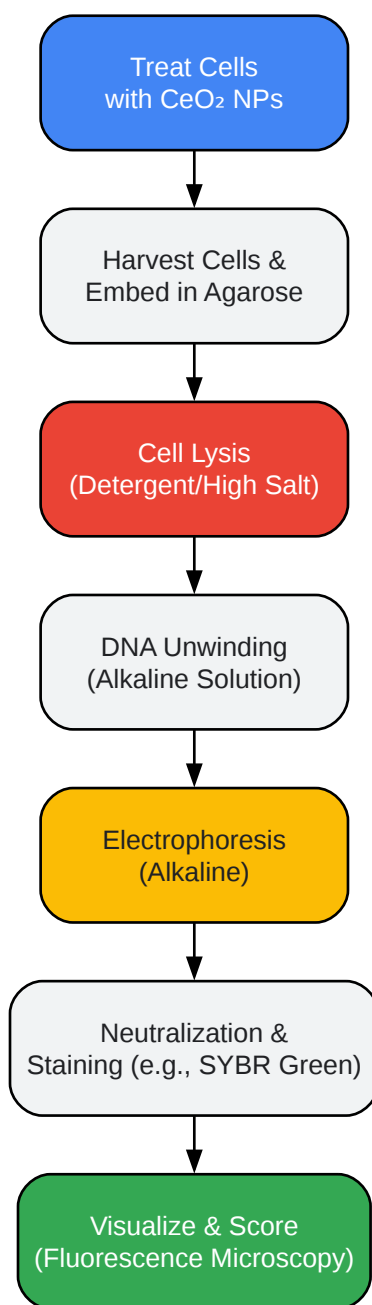 Treat Cells
with CeO₂ NPs
Harvest Cells &
Embed in Agarose
Cell Lysis
(Detergent/High Salt)
DNA Unwinding
(Alkaline Solution)
Electrophoresis
(Alkaline)
Neutralization &
Staining (e.g., SYBR Green)
Visualize & Score
(Fluorescence Microscopy)